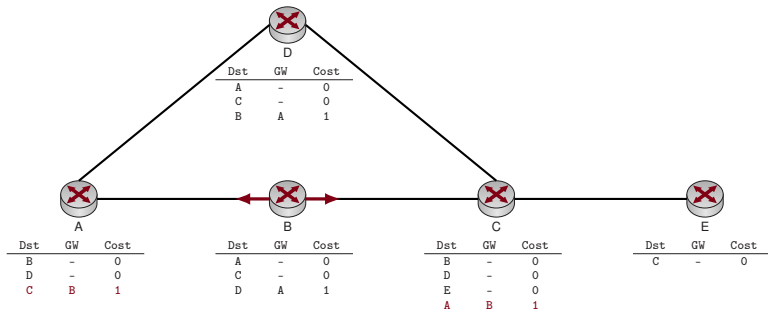 D
Dst GW Cost
A - 0
C - 0
B A 1
A
Dst GW Cost
B - 0
D - 0
C B 1
B
Dst GW Cost
A - 0
C - 0
D A 1
C
Dst GW Cost
B - 0
D - 0
E - 0
A B 1
E
Dst GW Cost
C - 0